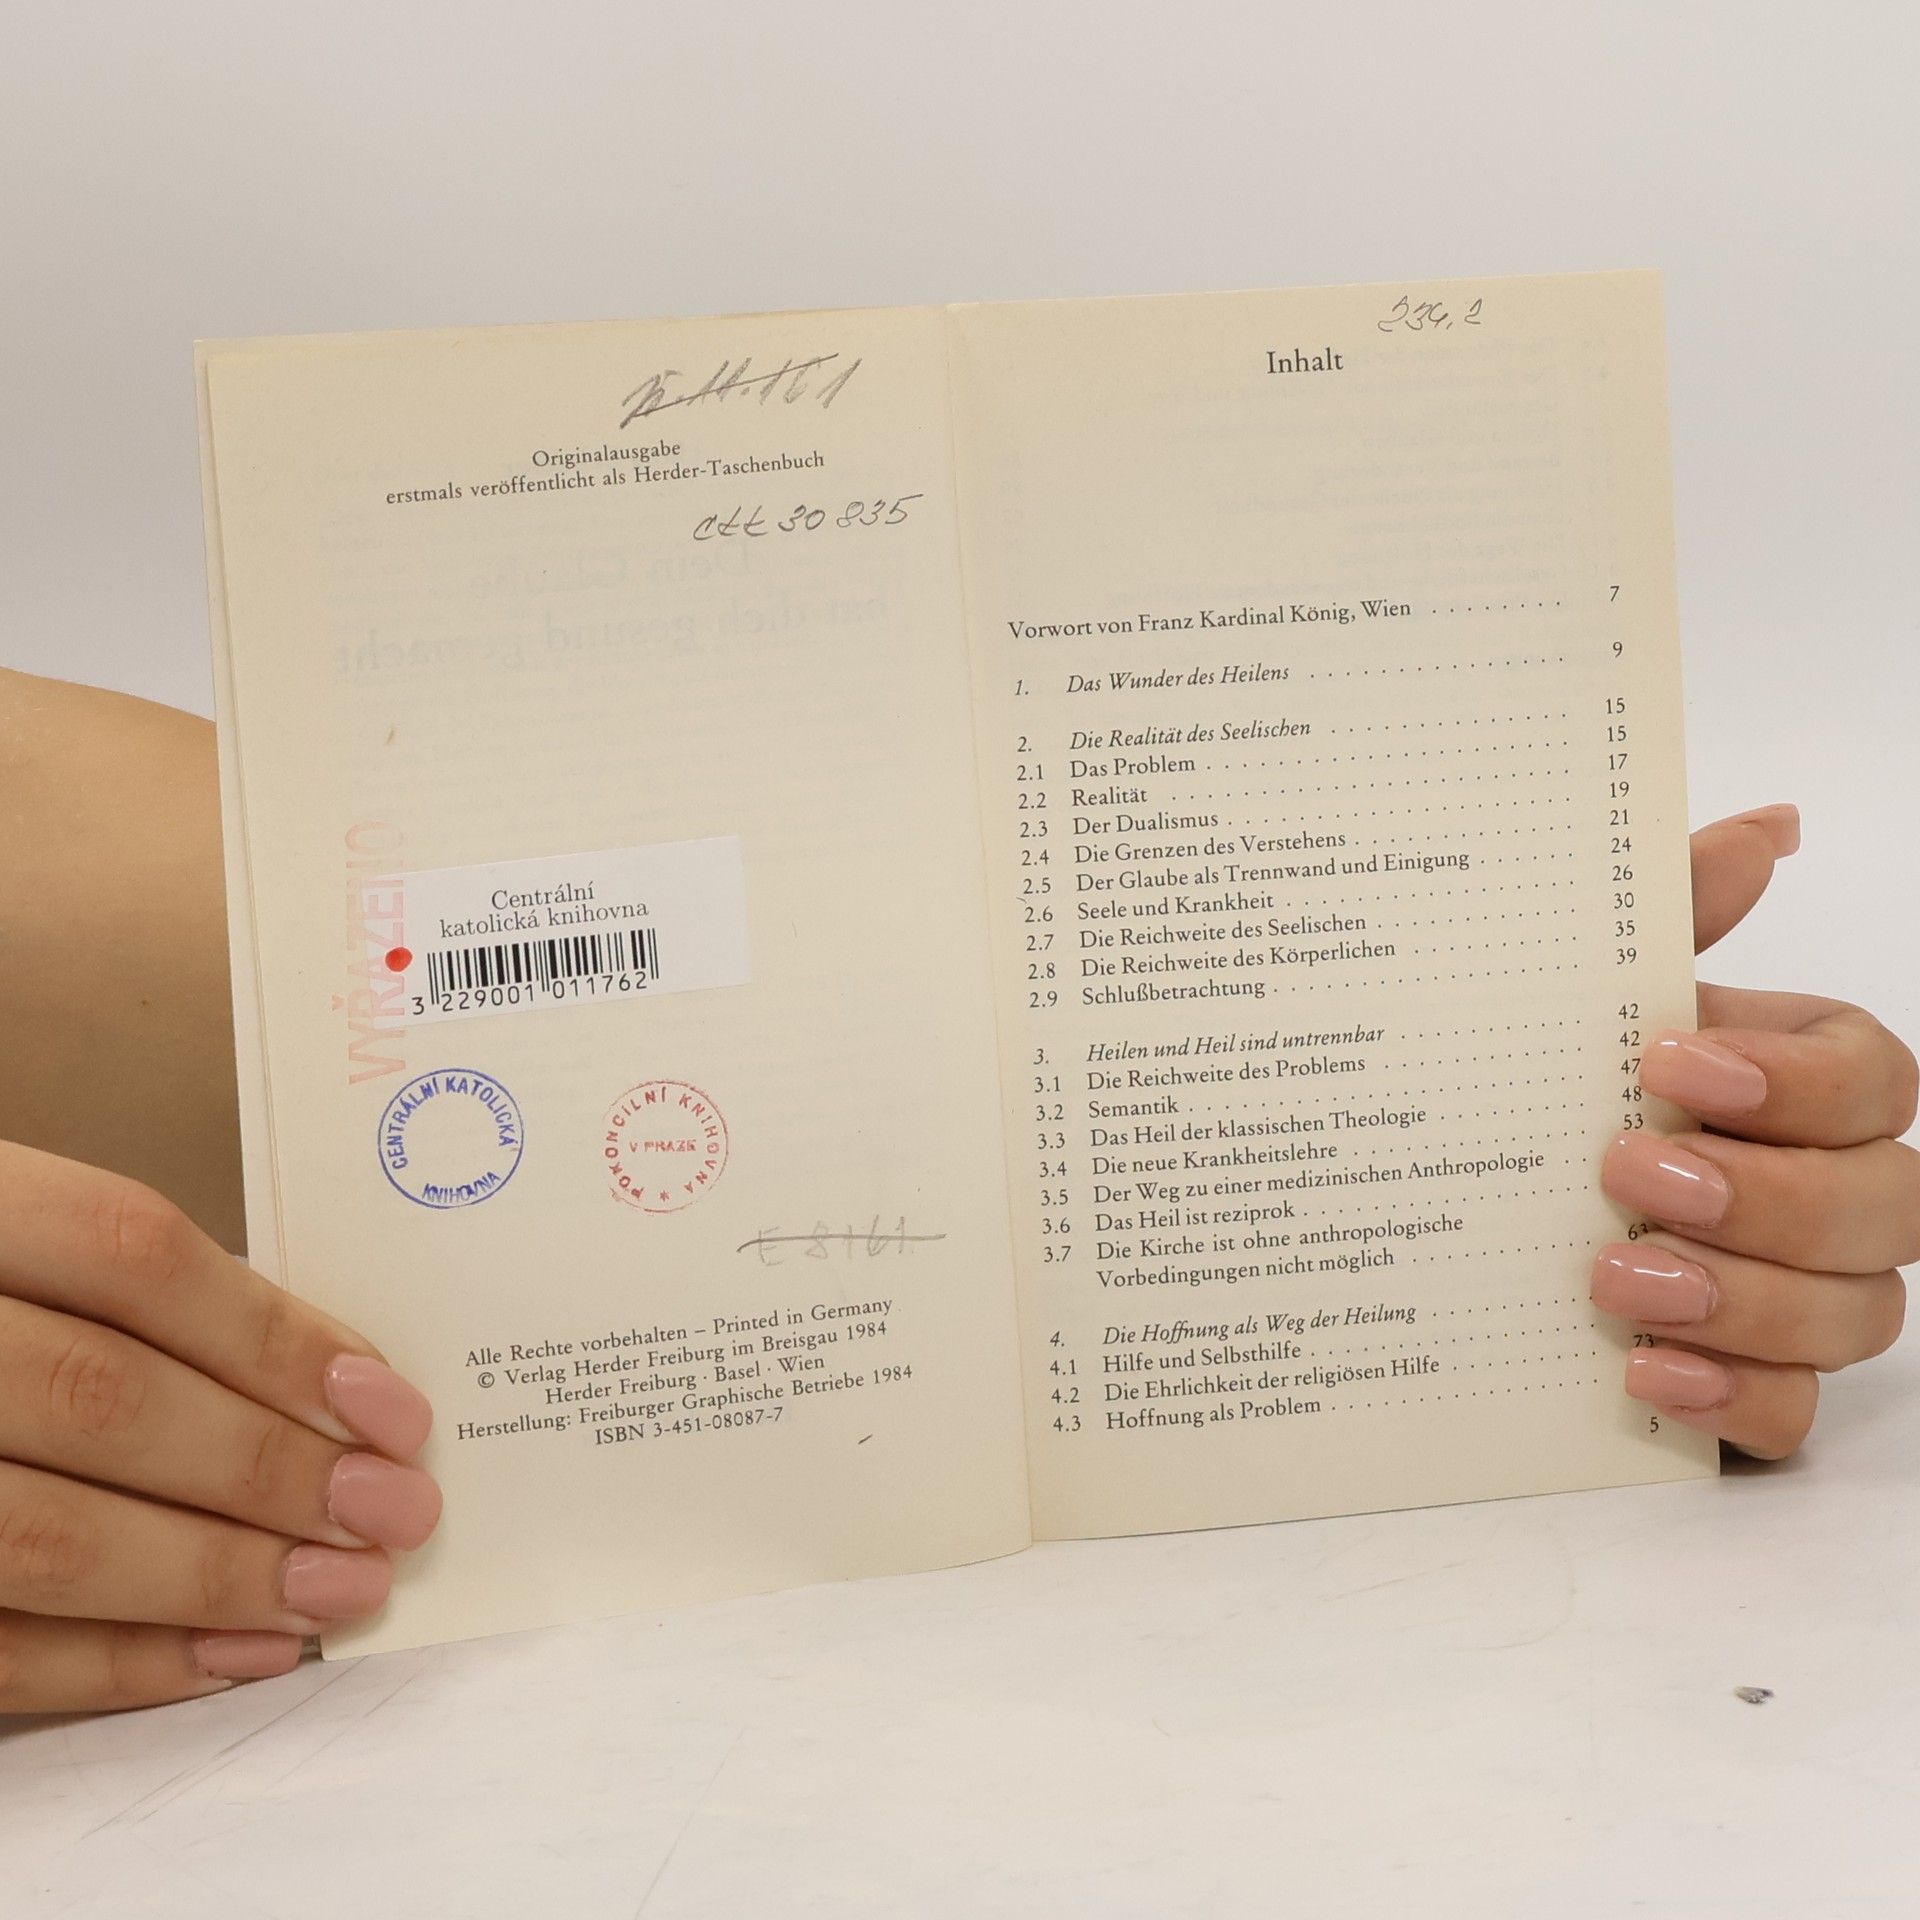 Originalausgabe
erstmals veröffentlicht als Herder-Taschenbuch
30 835
VYŘAZENO
Centrální
katolická knihovna
3 229001 011762
CENTRÁLNÍ KATOLICKÁ KNIHOVNA
POKONCILNÍ KNIHOVNA
V PRAZE
E 8161
Alle Rechte vorbehalten – Printed in Germany
© Verlag Herder Freiburg im Breisgau 1984
Herder Freiburg · Basel · Wien
Herstellung: Freiburger Graphische Betriebe 1984
ISBN 3-451-08087-7
234.2
Inhalt
Vorwort von Franz Kardinal König, Wien . . . . . . . . 7
1. Das Wunder des Heilens . . . . . . . . . . . . . . . 9
2. Die Realität des Seelischen . . . . . . . . . . . . . . 15
2.1 Das Problem . . . . . . . . . . . . . . . . . . . . . 15
2.2 Realität . . . . . . . . . . . . . . . . . . . . . . . 17
2.3 Der Dualismus . . . . . . . . . . . . . . . . . . . . 19
2.4 Die Grenzen des Verstehens . . . . . . . . . . . . . 21
2.5 Der Glaube als Trennwand und Einigung . . . . . . 24
2.6 Seele und Krankheit . . . . . . . . . . . . . . . . . 26
2.7 Die Reichweite des Seelischen . . . . . . . . . . . . 30
2.8 Die Reichweite des Körperlichen . . . . . . . . . . 35
2.9 Schlußbetrachtung . . . . . . . . . . . . . . . . . . 39
3. Heilen und Heil sind untrennbar . . . . . . . . . . . 42
3.1 Die Reichweite des Problems . . . . . . . . . . . . 42
3.2 Semantik . . . . . . . . . . . . . . . . . . . . . . . 47
3.3 Das Heil der klassischen Theologie . . . . . . . . . 48
3.4 Die neue Krankheitslehre . . . . . . . . . . . . . . 53
3.5 Der Weg zu einer medizinischen Anthropologie . .
3.6 Das Heil ist reziprok . . . . . . . . . . . . . . . . .
3.7 Die Kirche ist ohne anthropologische
Vorbedingungen nicht möglich . . . . . . . . . . . 63
4. Die Hoffnung als Weg der Heilung . . . . . . . . . .
4.1 Hilfe und Selbsthilfe . . . . . . . . . . . . . . . . .
4.2 Die Ehrlichkeit der religiösen Hilfe . . . . . . . . . 73
4.3 Hoffnung als Problem . . . . . . . . . . . . . . . .
5